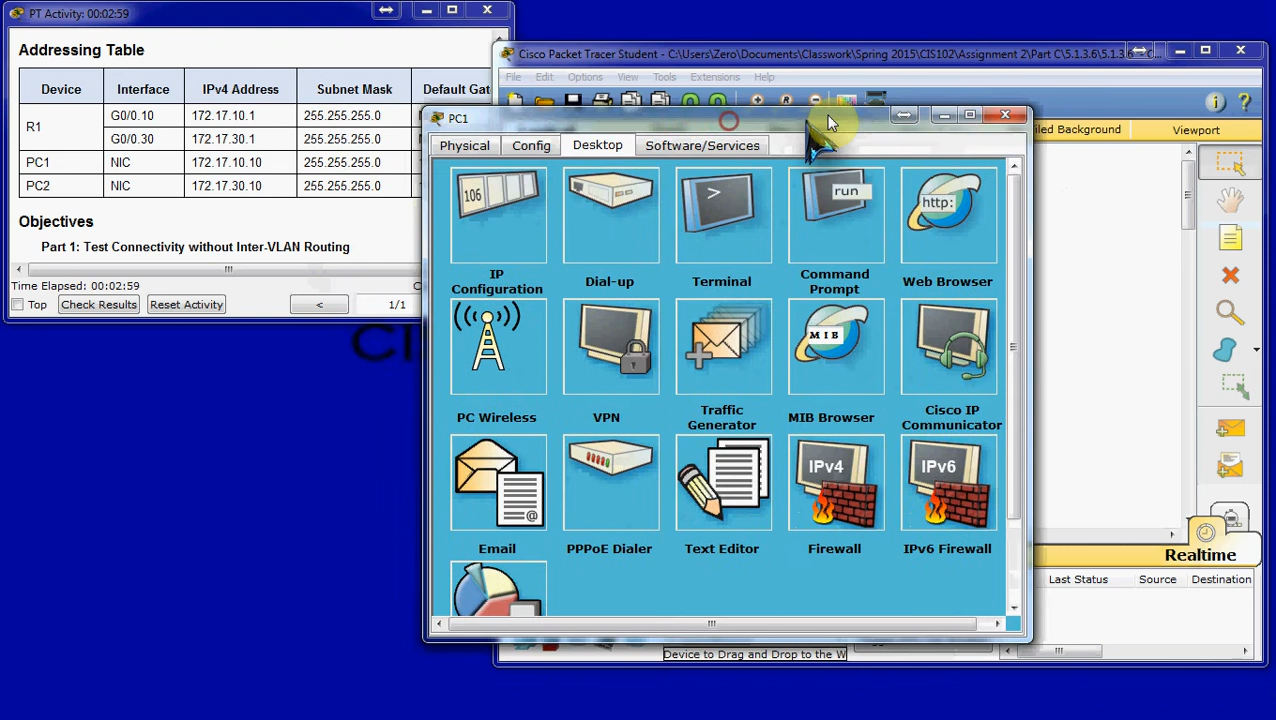 PT Activity: 00:02:59
Addressing Table
Device Interface IPv4 Address Subnet Mask Default Gat
R1 G0/0.10 172.17.10.1 255.255.255.0
G0/0.30 172.17.30.1 255.255.255.0
PC1 NIC 172.17.10.10 255.255.255.0
PC2 NIC 172.17.30.10 255.255.255.0
Objectives
Part 1: Test Connectivity without Inter-VLAN Routing
Time Elapsed: 00:02:59
Top Check Results Reset Activity < 1/1
Cisco Packet Tracer Student - C:\Users\Zero\Documents\Classwork\Spring 2015\CIS102\Assignment 2\Part C\5.1.3.6\5.1.3.6 - C...
File Edit Options View Tools Extensions Help
iled Background Viewport
PC1
Physical Config Desktop Software/Services
106
>
run
http:
IP Configuration
Dial-up
Terminal
Command Prompt
Web Browser
MIB
PC Wireless
VPN
Traffic Generator
MIB Browser
Cisco IP Communicator
IPv4
IPv6
Email
PPPoE Dialer
Text Editor
Firewall
IPv6 Firewall
Realtime
Last Status Source Destination
Device to Drag and Drop to the W